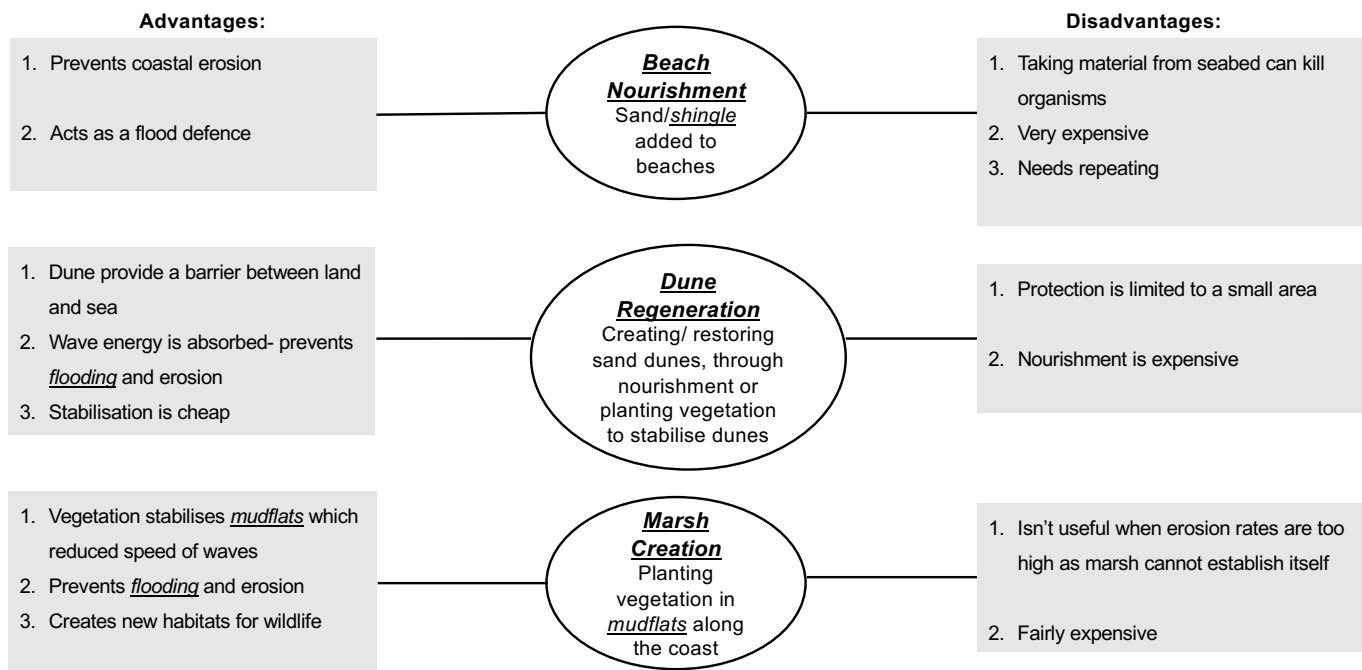 Advantages:
Disadvantages:
1. Prevents coastal erosion
2. Acts as a flood defence
Beach
Nourishment
Sand/shingle
added to
beaches
1. Taking material from seabed can kill
organisms
2. Very expensive
3. Needs repeating
1. Dune provide a barrier between land
and sea
2. Wave energy is absorbed- prevents
flooding and erosion
3. Stabilisation is cheap
Dune
Regeneration
Creating/ restoring
sand dunes, through
nourishment or
planting vegetation
to stabilise dunes
1. Protection is limited to a small area
2. Nourishment is expensive
1. Vegetation stabilises mudflats which
reduced speed of waves
2. Prevents flooding and erosion
3. Creates new habitats for wildlife
Marsh
Creation
Planting
vegetation in
mudflats along
the coast
1. Isn’t useful when erosion rates are too
high as marsh cannot establish itself
2. Fairly expensive